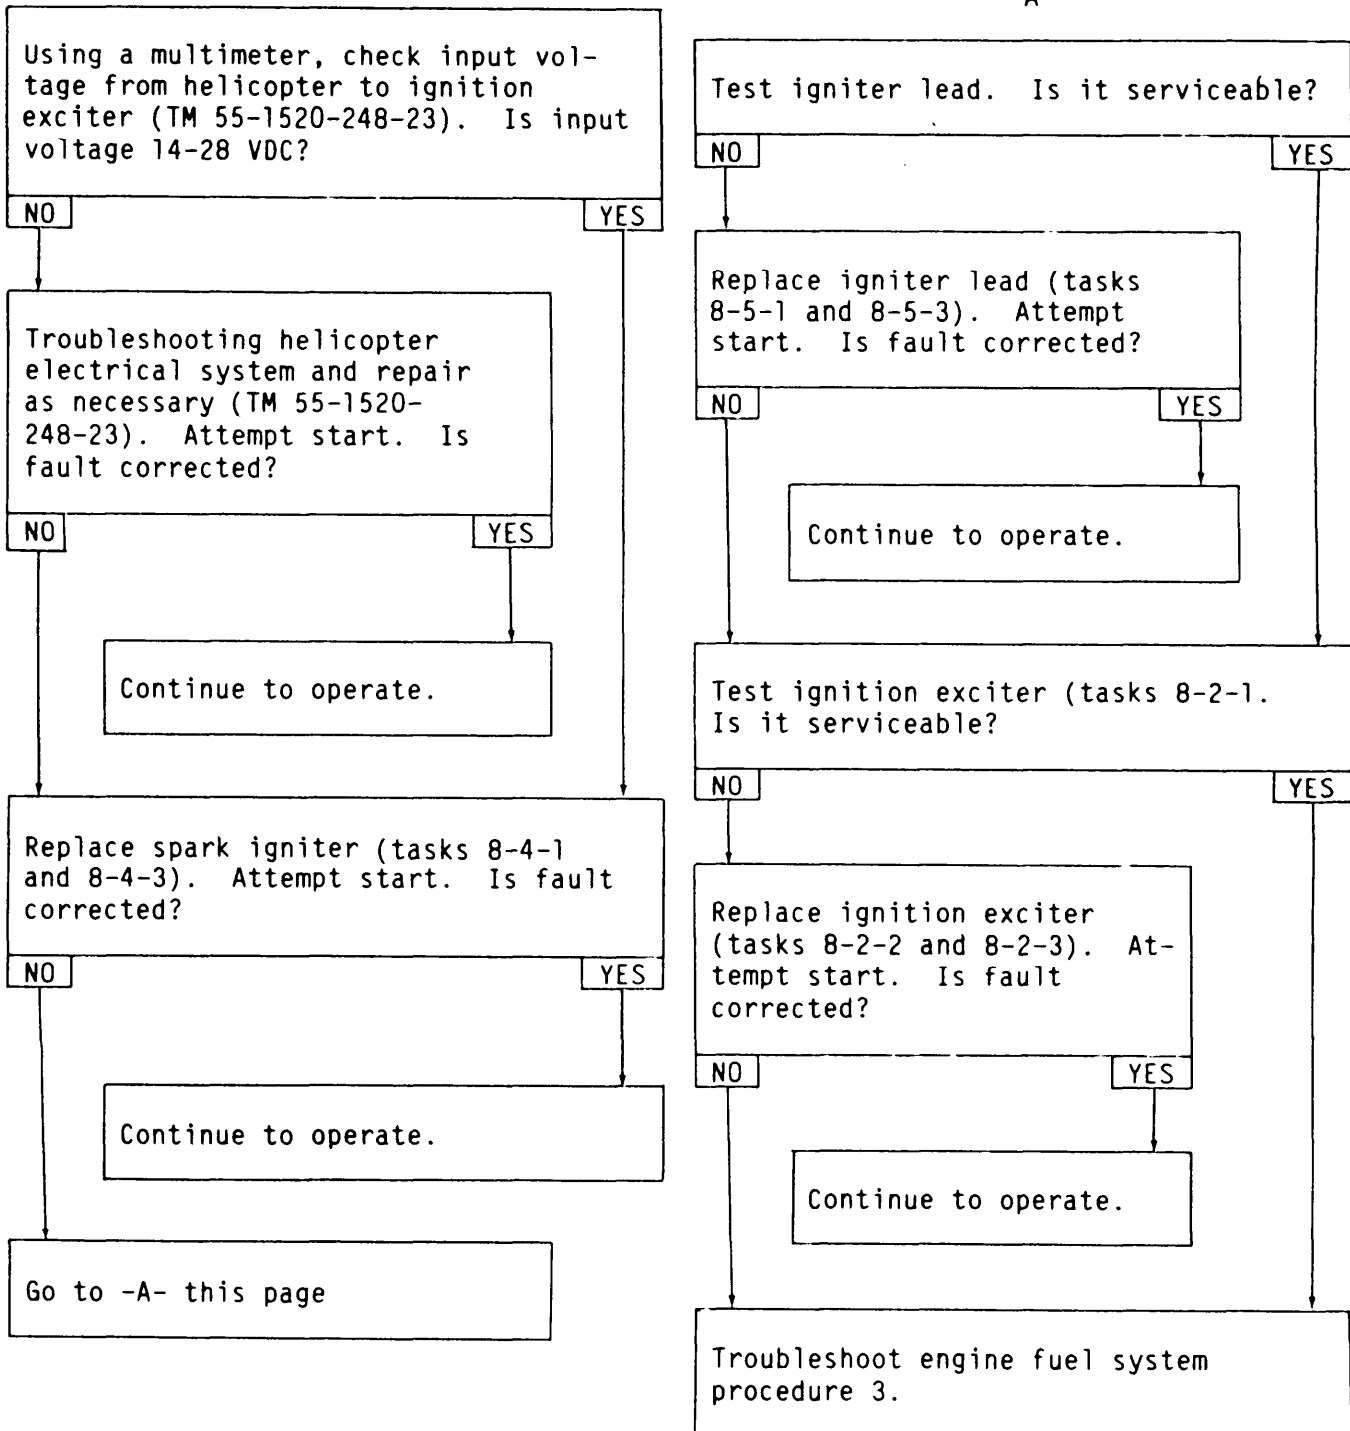 Using a multimeter, check input vol-
tage from helicopter to ignition
exciter (TM 55-1520-248-23). Is input
voltage 14-28 VDC?
NO
YES
Troubleshooting helicopter
electrical system and repair
as necessary (TM 55-1520-
248-23). Attempt start. Is
fault corrected?
NO
YES
Continue to operate.
Replace spark igniter (tasks 8-4-1
and 8-4-3). Attempt start. Is fault
corrected?
NO
YES
Continue to operate.
Go to -A- this page
A
Test igniter lead. Is it serviceable?
NO
YES
Replace igniter lead (tasks
8-5-1 and 8-5-3). Attempt
start. Is fault corrected?
NO
YES
Continue to operate.
Test ignition exciter (tasks 8-2-1.
Is it serviceable?
NO
YES
Replace ignition exciter
(tasks 8-2-2 and 8-2-3). At-
tempt start. Is fault
corrected?
NO
YES
Continue to operate.
Troubleshoot engine fuel system
procedure 3.